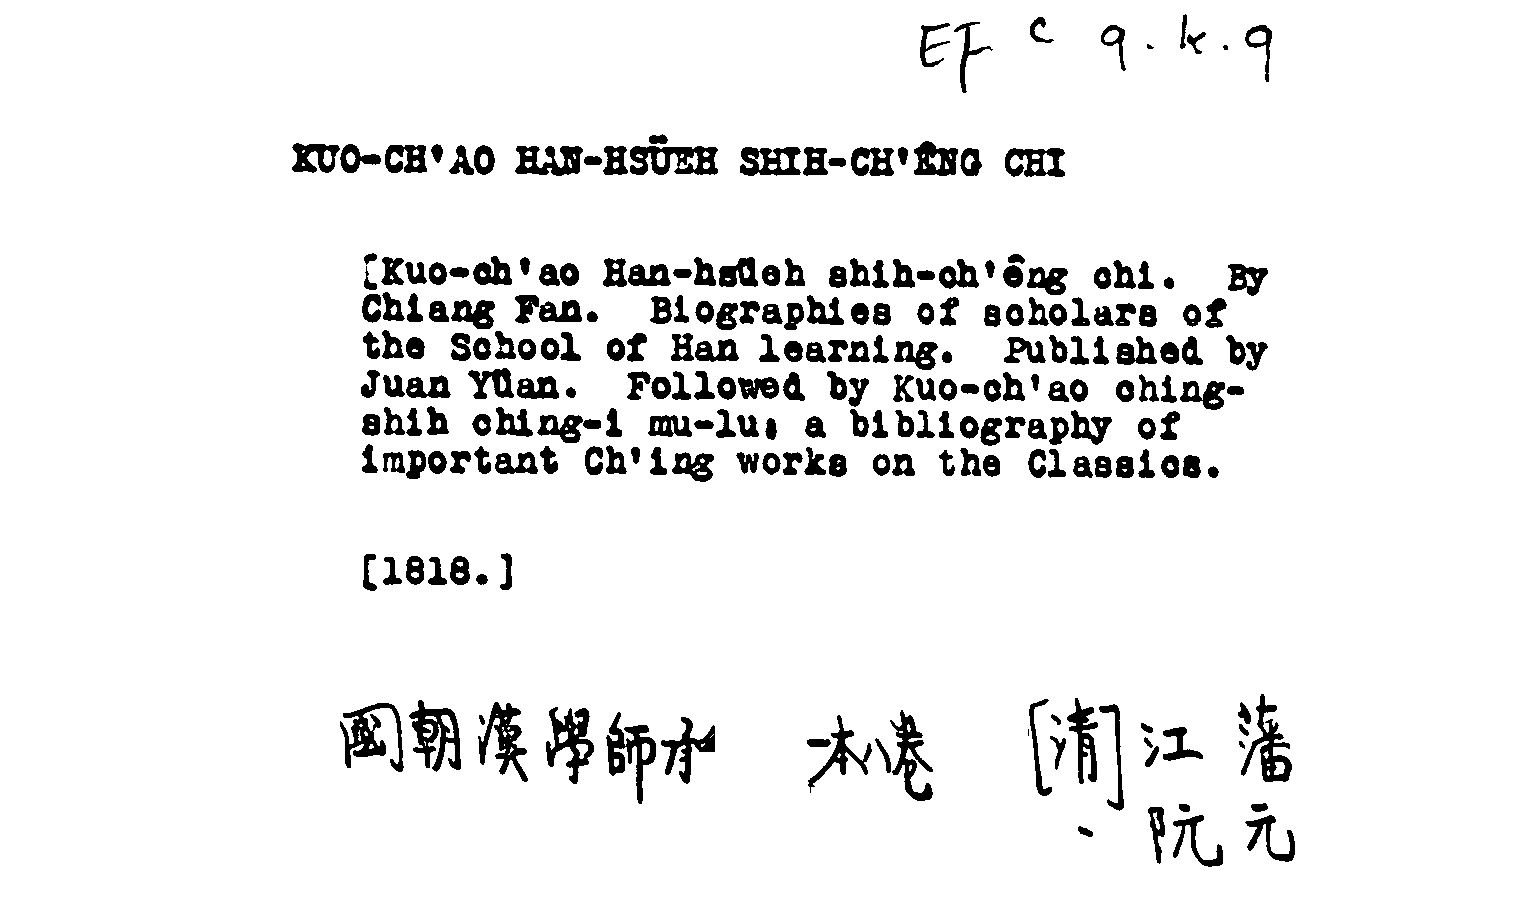 EF c 9.k.9
KUO-CH'AO HAN-HSÜEH SHIH-CH'ÊNG CHI
[Kuo-ch'ao Han-hsüeh shih-ch'êng chi. By
Chiang Fan. Biographies of scholars of
the School of Han learning. Published by
Juan Yüan. Followed by Kuo-ch'ao ching-
shih ching-i mu-lu; a bibliography of
important Ch'ing works on the Classics.
[1818.]
國朝漢學師承 一本八卷 [清] 江藩
阮元